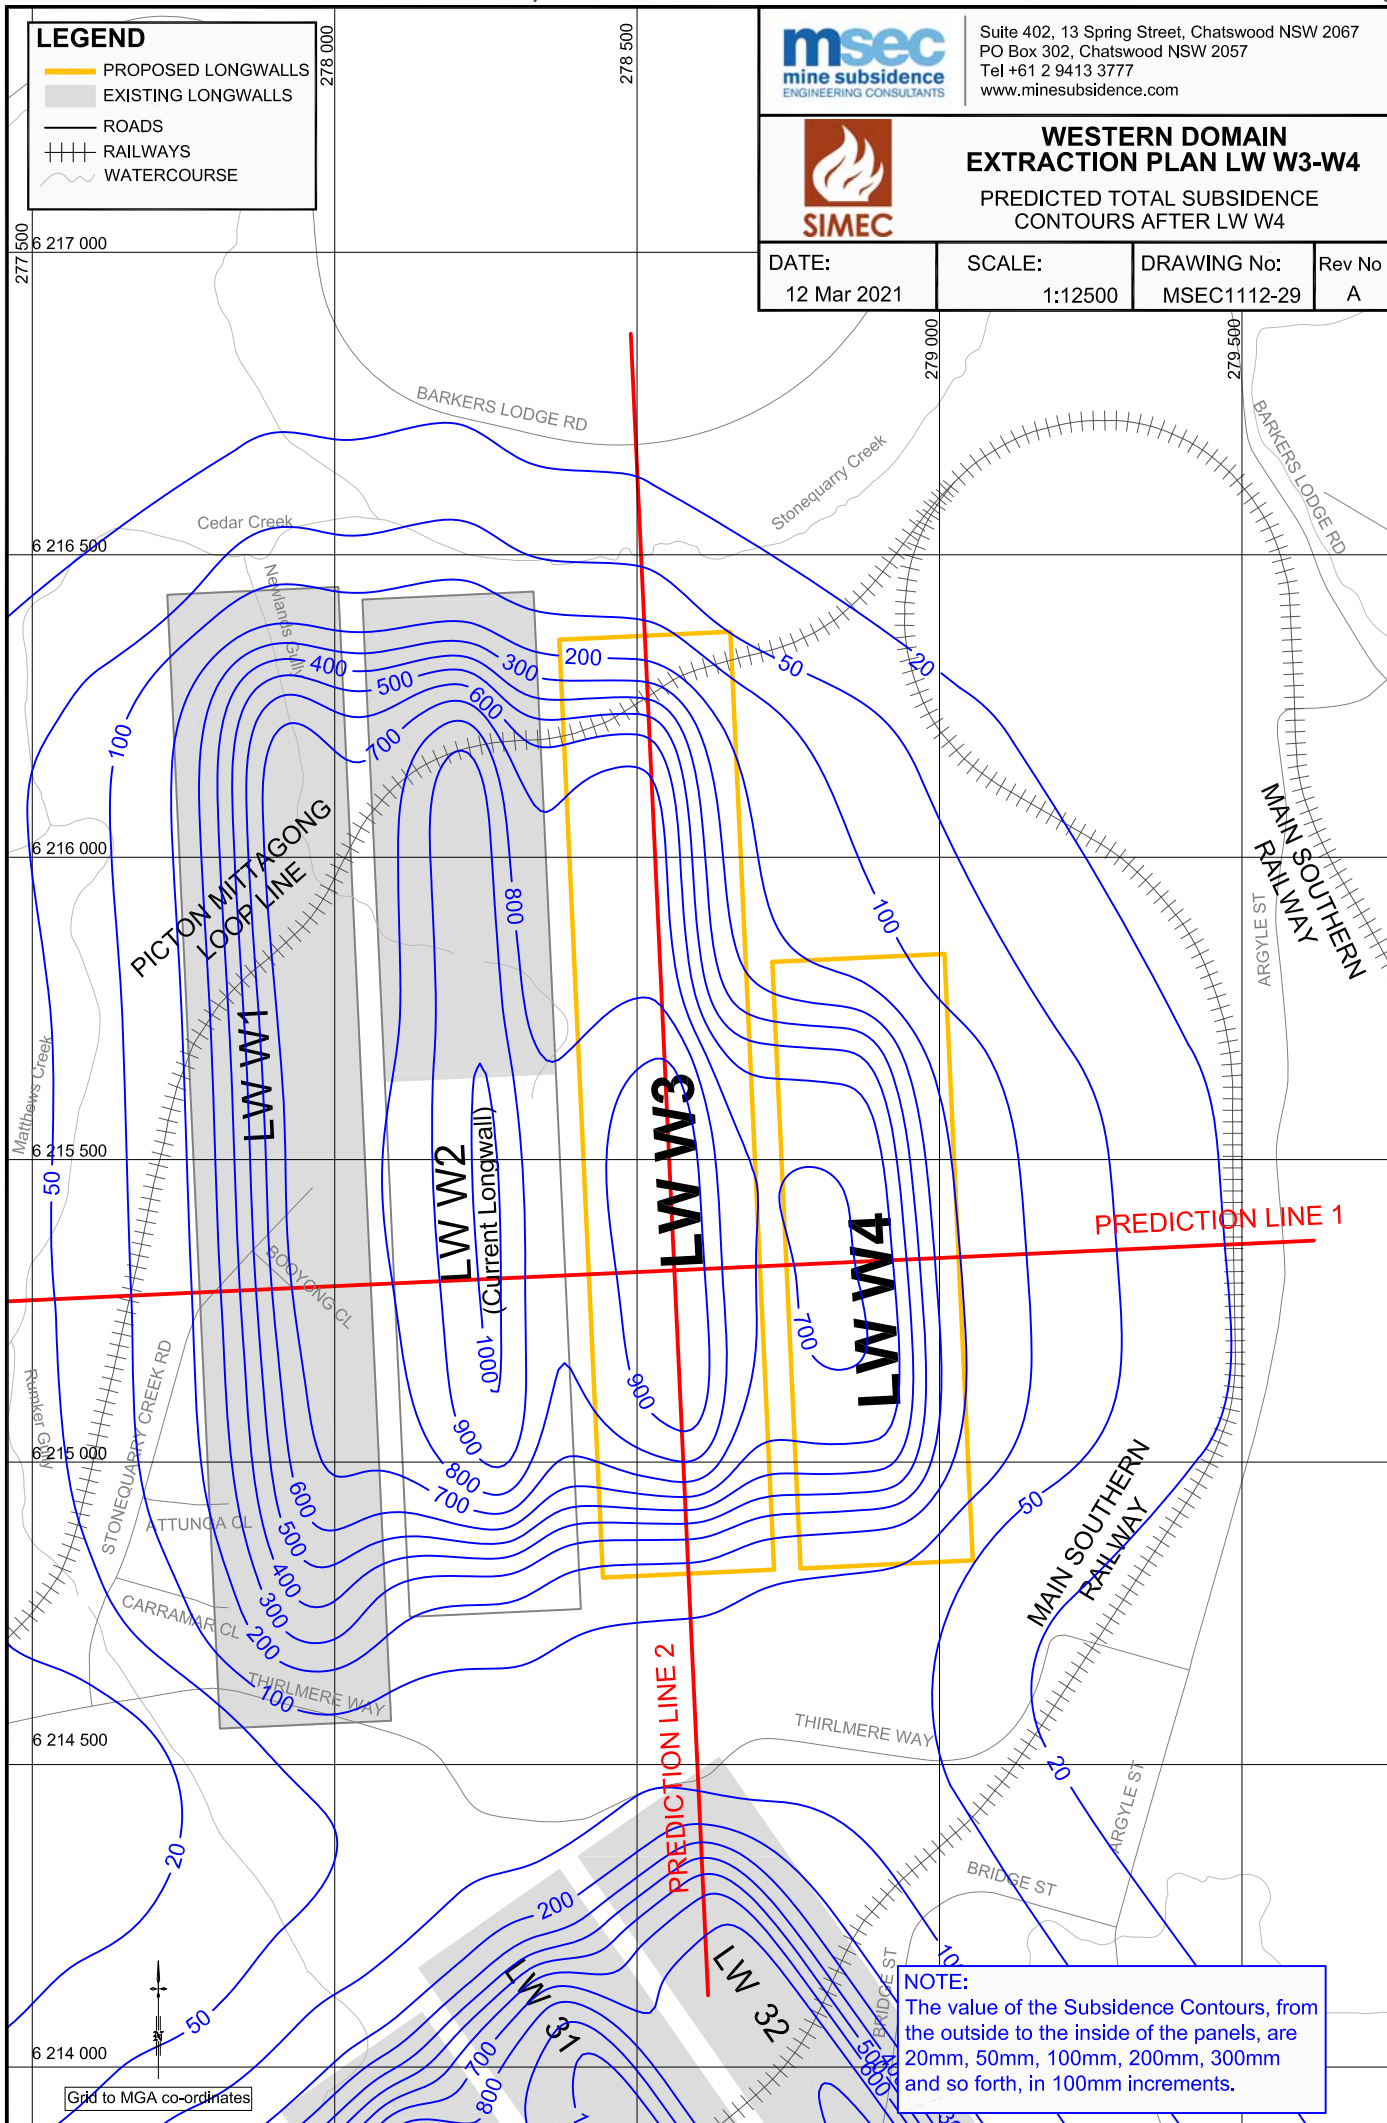 LEGEND
PROPOSED LONGWALLS
EXISTING LONGWALLS
ROADS
RAILWAYS
WATERCOURSE
msec
mine subsidence
ENGINEERING CONSULTANTS
Suite 402, 13 Spring Street, Chatswood NSW 2067
PO Box 302, Chatswood NSW 2057
Tel +61 2 9413 3777
www.minesubsidence.com
SIMEC
WESTERN DOMAIN
EXTRACTION PLAN LW W3-W4
PREDICTED TOTAL SUBSIDENCE
CONTOURS AFTER LW W4
DATE:
12 Mar 2021
SCALE:
1:12500
DRAWING No:
MSEC1112-29
Rev No
A
277 500
278 000
278 500
279 000
279 500
6 217 000
BARKERS LODGE RD
BARKERS LODGE RD
Stonequarry Creek
Cedar Creek
6 216 500
Newlands Gully
400
500
300
200
600
700
50
20
100
PICTON MITTAGONG
LOOP LINE
MAIN SOUTHERN
RAILWAY
6 216 000
800
100
ARGYLE ST
LW W1
Matthews Creek
LW W2
(Current Longwall)
LW W3
LW W4
6 215 500
50
PREDICTION LINE 1
BOOYONG CL
1000
700
900
Rumker Gully
STONEQUARRY CREEK RD
6 215 000
900
800
700
600
500
400
300
200
100
50
ATTUNGA CL
CARRAMAR CL
THIRLMERE WAY
MAIN SOUTHERN
RAILWAY
PREDICTION LINE 2
THIRLMERE WAY
6 214 500
20
ARGYLE ST
20
BRIDGE ST
200
LW 31
LW 32
BRIDGE ST
50
700
800
500
600
6 214 000
Grid to MGA co-ordinates
NOTE:
The value of the Subsidence Contours, from
the outside to the inside of the panels, are
20mm, 50mm, 100mm, 200mm, 300mm
and so forth, in 100mm increments.